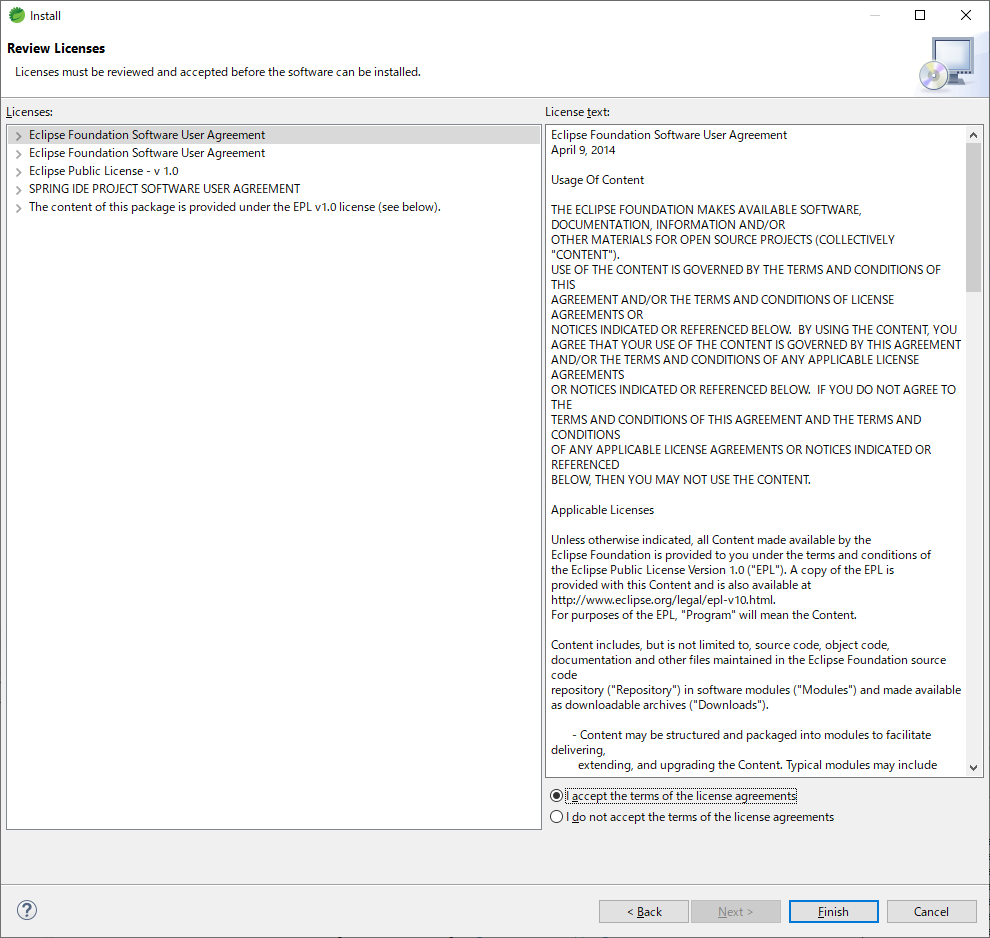 Install
Review Licenses
Licenses must be reviewed and accepted before the software can be installed.
Licenses:
Eclipse Foundation Software User Agreement
Eclipse Foundation Software User Agreement
Eclipse Public License - v 1.0
SPRING IDE PROJECT SOFTWARE USER AGREEMENT
The content of this package is provided under the EPL v1.0 license (see below).
License text:
Eclipse Foundation Software User Agreement
April 9, 2014
Usage Of Content
THE ECLIPSE FOUNDATION MAKES AVAILABLE SOFTWARE,
DOCUMENTATION, INFORMATION AND/OR
OTHER MATERIALS FOR OPEN SOURCE PROJECTS (COLLECTIVELY
"CONTENT").
USE OF THE CONTENT IS GOVERNED BY THE TERMS AND CONDITIONS OF
THIS
AGREEMENT AND/OR THE TERMS AND CONDITIONS OF LICENSE
AGREEMENTS OR
NOTICES INDICATED OR REFERENCED BELOW.  BY USING THE CONTENT, YOU
AGREE THAT YOUR USE OF THE CONTENT IS GOVERNED BY THIS AGREEMENT
AND/OR THE TERMS AND CONDITIONS OF ANY APPLICABLE LICENSE
AGREEMENTS
OR NOTICES INDICATED OR REFERENCED BELOW.  IF YOU DO NOT AGREE TO
THE
TERMS AND CONDITIONS OF THIS AGREEMENT AND THE TERMS AND
CONDITIONS
OF ANY APPLICABLE LICENSE AGREEMENTS OR NOTICES INDICATED OR
REFERENCED
BELOW, THEN YOU MAY NOT USE THE CONTENT.
Applicable Licenses
Unless otherwise indicated, all Content made available by the
Eclipse Foundation is provided to you under the terms and conditions of
the Eclipse Public License Version 1.0 ("EPL"). A copy of the EPL is
provided with this Content and is also available at
http://www.eclipse.org/legal/epl-v10.html.
For purposes of the EPL, "Program" will mean the Content.
Content includes, but is not limited to, source code, object code,
documentation and other files maintained in the Eclipse Foundation source
code
repository ("Repository") in software modules ("Modules") and made available
as downloadable archives ("Downloads").
- Content may be structured and packaged into modules to facilitate
delivering,
extending, and upgrading the Content. Typical modules may include
I accept the terms of the license agreements
I do not accept the terms of the license agreements
?
< Back
Next >
Finish
Cancel